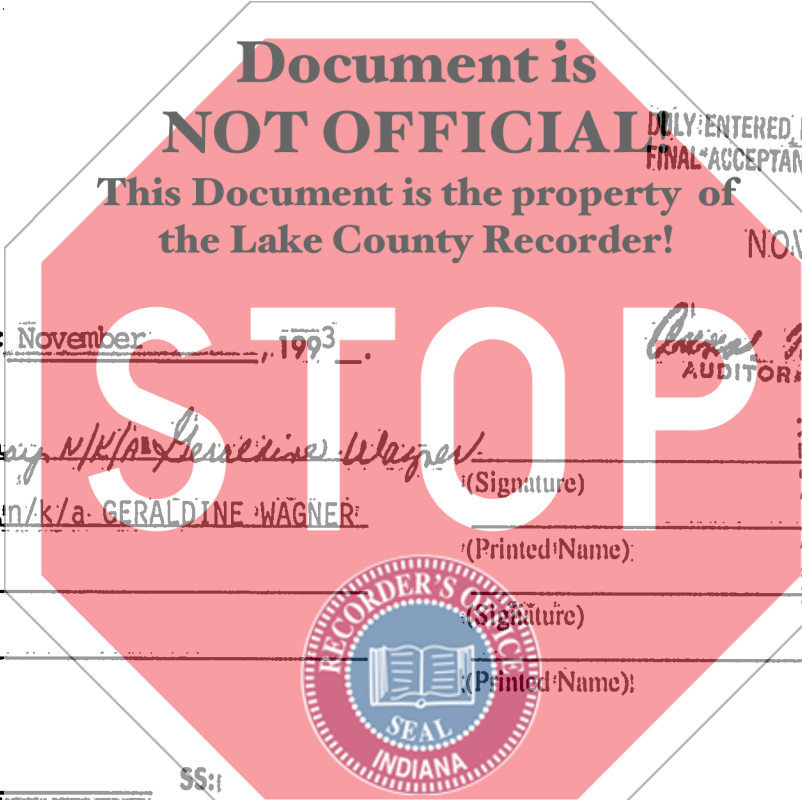 Document is
NOT OFFICIAL!
DULY ENTERED
FINAL ACCEPTAN
This Document is the property of
the Lake County Recorder!
NOV
November, 1993.
AUDITOR
STOP
N/K/A Geraldine Wagner
(Signature)
n/k/a GERALDINE WAGNER
(Printed Name)
(Signature)
(Printed Name)
RECORDER'S OFFICE
SEAL
INDIANA
SS: